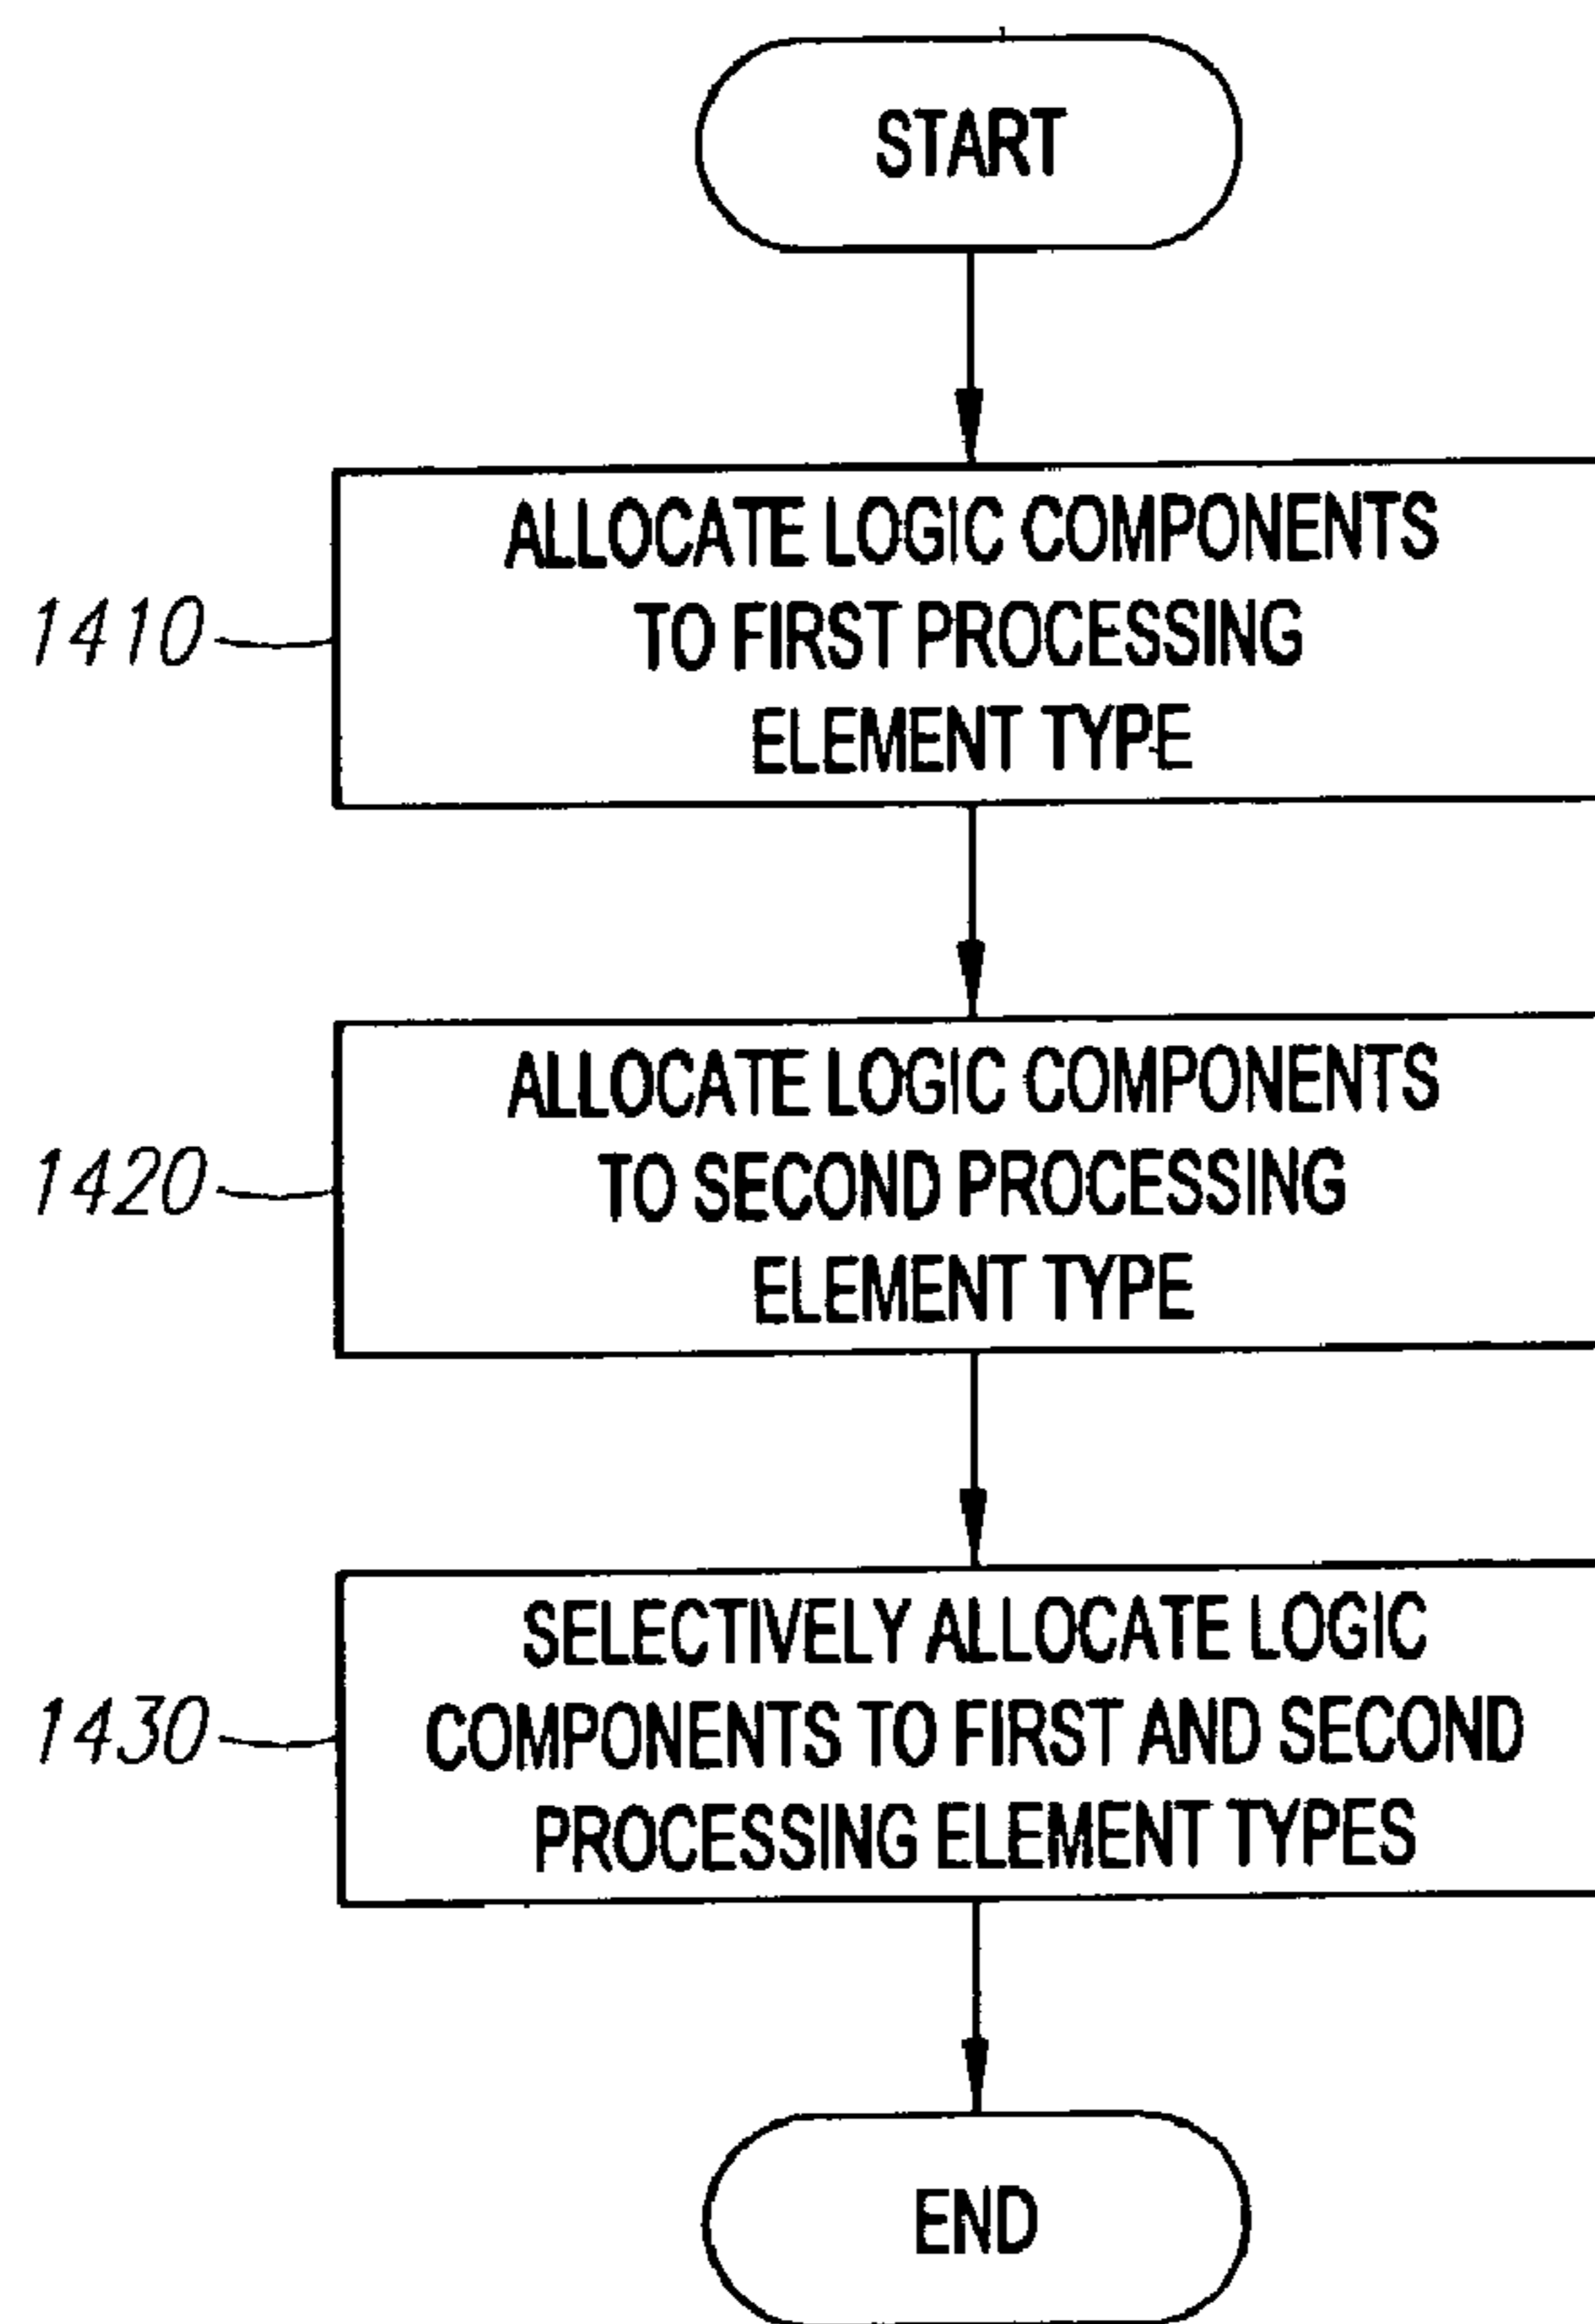 START
ALLOCATE LOGIC COMPONENTS
TO FIRST PROCESSING
ELEMENT TYPE
1410
ALLOCATE LOGIC COMPONENTS
TO SECOND PROCESSING
ELEMENT TYPE
1420
SELECTIVELY ALLOCATE LOGIC
COMPONENTS TO FIRST AND SECOND
PROCESSING ELEMENT TYPES
1430
END